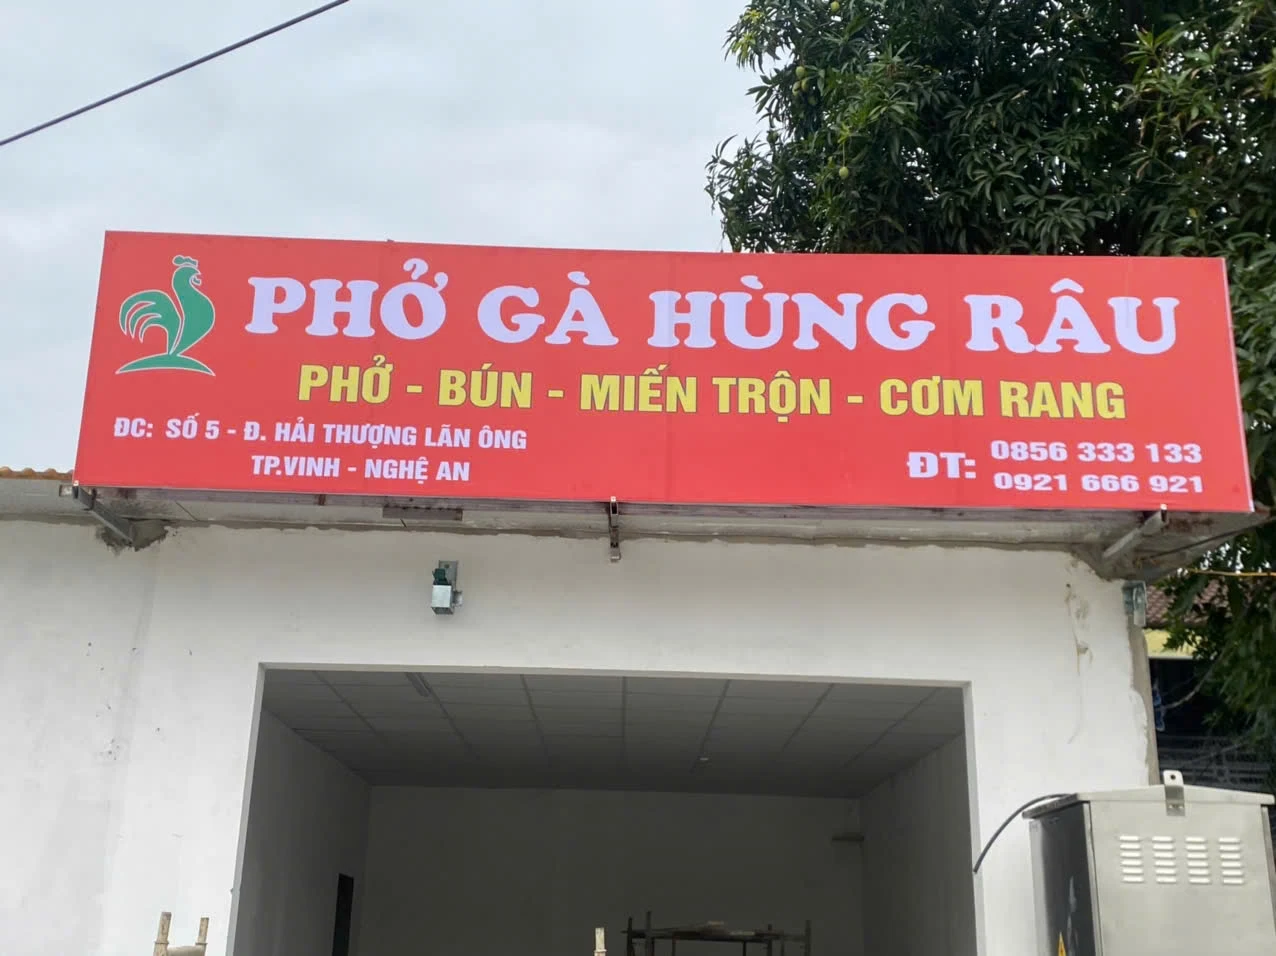 PHỞ GÀ HÙNG RÂU
PHỞ - BÚN - MIẾN TRỘN - CƠM RANG
ĐC: SỐ 5 - Đ. HẢI THƯỢNG LÃN ÔNG
TP.VINH - NGHỆ AN
ĐT: 0856 333 133
0921 666 921